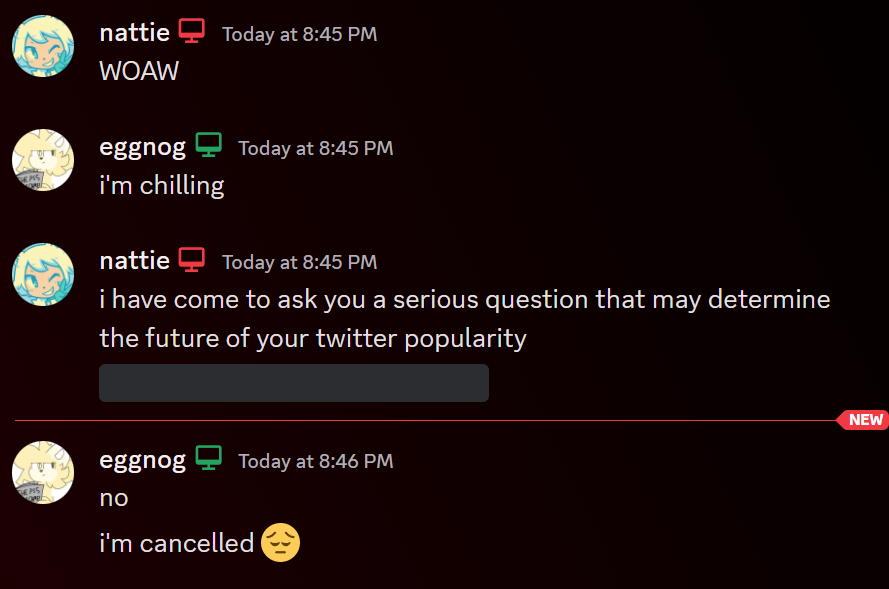 nattie Today at 8:45 PM
WOAW
eggnog Today at 8:45 PM
i'm chilling
nattie Today at 8:45 PM
i have come to ask you a serious question that may determine
the future of your twitter popularity
NEW
eggnog Today at 8:46 PM
no
i'm cancelled 😔